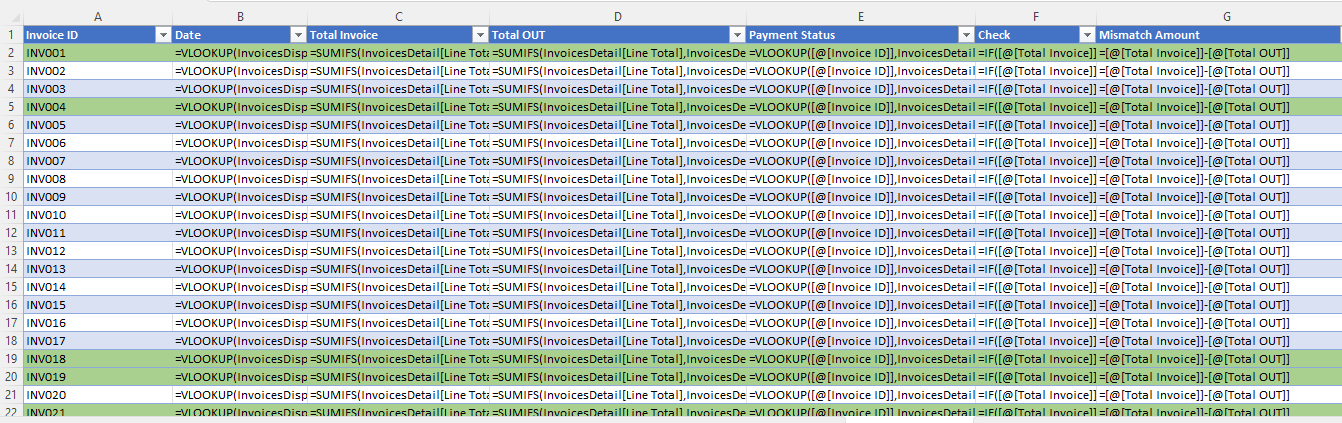 A B C D E F G
1 Invoice ID Date Total Invoice Total OUT Payment Status Check Mismatch Amount
2 INV001 =VLOOKUP(InvoicesDisp =SUMIFS(InvoicesDetail[Line Tota =SUMIFS(InvoicesDetail[Line Total],InvoicesDe =VLOOKUP([@[Invoice ID]],InvoicesDetail =IF([@[Total Invoice]] =[@[Total Invoice]]-[@[Total OUT]]
3 INV002 =VLOOKUP(InvoicesDisp =SUMIFS(InvoicesDetail[Line Tota =SUMIFS(InvoicesDetail[Line Total],InvoicesDe =VLOOKUP([@[Invoice ID]],InvoicesDetail =IF([@[Total Invoice]] =[@[Total Invoice]]-[@[Total OUT]]
4 INV003 =VLOOKUP(InvoicesDisp =SUMIFS(InvoicesDetail[Line Tota =SUMIFS(InvoicesDetail[Line Total],InvoicesDe =VLOOKUP([@[Invoice ID]],InvoicesDetail =IF([@[Total Invoice]] =[@[Total Invoice]]-[@[Total OUT]]
5 INV004 =VLOOKUP(InvoicesDisp =SUMIFS(InvoicesDetail[Line Tota =SUMIFS(InvoicesDetail[Line Total],InvoicesDe =VLOOKUP([@[Invoice ID]],InvoicesDetail =IF([@[Total Invoice]] =[@[Total Invoice]]-[@[Total OUT]]
6 INV005 =VLOOKUP(InvoicesDisp =SUMIFS(InvoicesDetail[Line Tota =SUMIFS(InvoicesDetail[Line Total],InvoicesDe =VLOOKUP([@[Invoice ID]],InvoicesDetail =IF([@[Total Invoice]] =[@[Total Invoice]]-[@[Total OUT]]
7 INV006 =VLOOKUP(InvoicesDisp =SUMIFS(InvoicesDetail[Line Tota =SUMIFS(InvoicesDetail[Line Total],InvoicesDe =VLOOKUP([@[Invoice ID]],InvoicesDetail =IF([@[Total Invoice]] =[@[Total Invoice]]-[@[Total OUT]]
8 INV007 =VLOOKUP(InvoicesDisp =SUMIFS(InvoicesDetail[Line Tota =SUMIFS(InvoicesDetail[Line Total],InvoicesDe =VLOOKUP([@[Invoice ID]],InvoicesDetail =IF([@[Total Invoice]] =[@[Total Invoice]]-[@[Total OUT]]
9 INV008 =VLOOKUP(InvoicesDisp =SUMIFS(InvoicesDetail[Line Tota =SUMIFS(InvoicesDetail[Line Total],InvoicesDe =VLOOKUP([@[Invoice ID]],InvoicesDetail =IF([@[Total Invoice]] =[@[Total Invoice]]-[@[Total OUT]]
10 INV009 =VLOOKUP(InvoicesDisp =SUMIFS(InvoicesDetail[Line Tota =SUMIFS(InvoicesDetail[Line Total],InvoicesDe =VLOOKUP([@[Invoice ID]],InvoicesDetail =IF([@[Total Invoice]] =[@[Total Invoice]]-[@[Total OUT]]
11 INV010 =VLOOKUP(InvoicesDisp =SUMIFS(InvoicesDetail[Line Tota =SUMIFS(InvoicesDetail[Line Total],InvoicesDe =VLOOKUP([@[Invoice ID]],InvoicesDetail =IF([@[Total Invoice]] =[@[Total Invoice]]-[@[Total OUT]]
12 INV011 =VLOOKUP(InvoicesDisp =SUMIFS(InvoicesDetail[Line Tota =SUMIFS(InvoicesDetail[Line Total],InvoicesDe =VLOOKUP([@[Invoice ID]],InvoicesDetail =IF([@[Total Invoice]] =[@[Total Invoice]]-[@[Total OUT]]
13 INV012 =VLOOKUP(InvoicesDisp =SUMIFS(InvoicesDetail[Line Tota =SUMIFS(InvoicesDetail[Line Total],InvoicesDe =VLOOKUP([@[Invoice ID]],InvoicesDetail =IF([@[Total Invoice]] =[@[Total Invoice]]-[@[Total OUT]]
14 INV013 =VLOOKUP(InvoicesDisp =SUMIFS(InvoicesDetail[Line Tota =SUMIFS(InvoicesDetail[Line Total],InvoicesDe =VLOOKUP([@[Invoice ID]],InvoicesDetail =IF([@[Total Invoice]] =[@[Total Invoice]]-[@[Total OUT]]
15 INV014 =VLOOKUP(InvoicesDisp =SUMIFS(InvoicesDetail[Line Tota =SUMIFS(InvoicesDetail[Line Total],InvoicesDe =VLOOKUP([@[Invoice ID]],InvoicesDetail =IF([@[Total Invoice]] =[@[Total Invoice]]-[@[Total OUT]]
16 INV015 =VLOOKUP(InvoicesDisp =SUMIFS(InvoicesDetail[Line Tota =SUMIFS(InvoicesDetail[Line Total],InvoicesDe =VLOOKUP([@[Invoice ID]],InvoicesDetail =IF([@[Total Invoice]] =[@[Total Invoice]]-[@[Total OUT]]
17 INV016 =VLOOKUP(InvoicesDisp =SUMIFS(InvoicesDetail[Line Tota =SUMIFS(InvoicesDetail[Line Total],InvoicesDe =VLOOKUP([@[Invoice ID]],InvoicesDetail =IF([@[Total Invoice]] =[@[Total Invoice]]-[@[Total OUT]]
18 INV017 =VLOOKUP(InvoicesDisp =SUMIFS(InvoicesDetail[Line Tota =SUMIFS(InvoicesDetail[Line Total],InvoicesDe =VLOOKUP([@[Invoice ID]],InvoicesDetail =IF([@[Total Invoice]] =[@[Total Invoice]]-[@[Total OUT]]
19 INV018 =VLOOKUP(InvoicesDisp =SUMIFS(InvoicesDetail[Line Tota =SUMIFS(InvoicesDetail[Line Total],InvoicesDe =VLOOKUP([@[Invoice ID]],InvoicesDetail =IF([@[Total Invoice]] =[@[Total Invoice]]-[@[Total OUT]]
20 INV019 =VLOOKUP(InvoicesDisp =SUMIFS(InvoicesDetail[Line Tota =SUMIFS(InvoicesDetail[Line Total],InvoicesDe =VLOOKUP([@[Invoice ID]],InvoicesDetail =IF([@[Total Invoice]] =[@[Total Invoice]]-[@[Total OUT]]
21 INV020 =VLOOKUP(InvoicesDisp =SUMIFS(InvoicesDetail[Line Tota =SUMIFS(InvoicesDetail[Line Total],InvoicesDe =VLOOKUP([@[Invoice ID]],InvoicesDetail =IF([@[Total Invoice]] =[@[Total Invoice]]-[@[Total OUT]]
22 INV021 =VLOOKUP(InvoicesDisp =SUMIFS(InvoicesDetail[Line Tota =SUMIFS(InvoicesDetail[Line Total],InvoicesDe =VLOOKUP([@[Invoice ID]],InvoicesDetail =IF([@[Total Invoice]] =[@[Total Invoice]]-[@[Total OUT]]